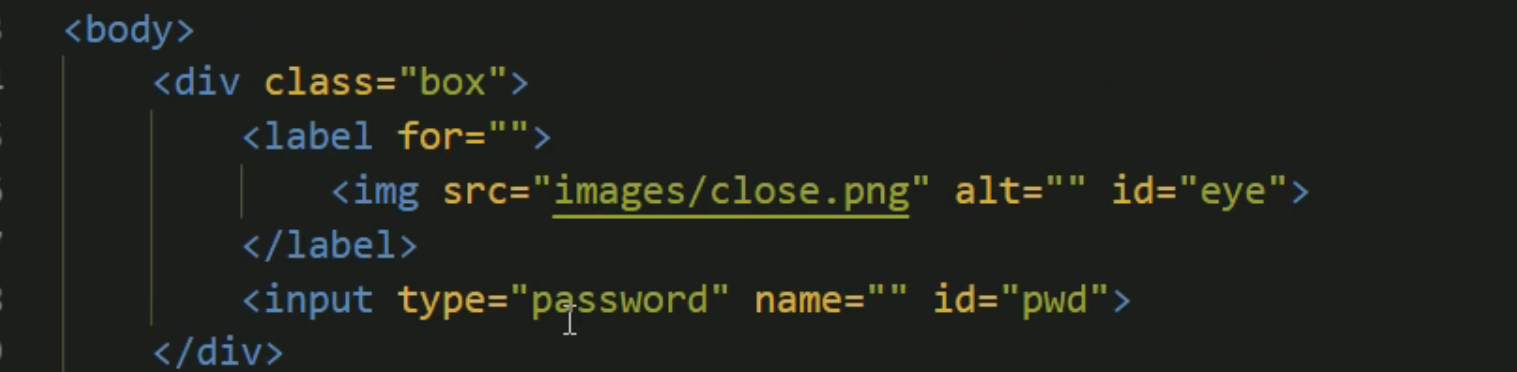 <body>
<div class="box">
<label for="">
<img src="images/close.png" alt="" id="eye">
</label>
<input type="password" name="" id="pwd">
</div>